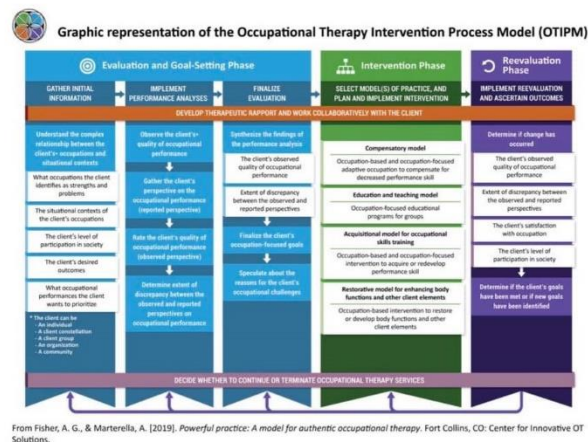 Graphic representation of the Occupational Therapy Intervention Process Model (OTIPM)
Evaluation and Goal-Setting Phase
Intervention Phase
Reevaluation
Phase
GATHER INITIAL
INFORMATION
IMPLEMENT
PERFORMANCE ANALYSES
FINALIZE
EVALUATION
SELECT MODEL(S) OF PRACTICE, AND
PLAN AND IMPLEMENT INTERVENTION
IMPLEMENT REEVALUATION
AND ASCERTAIN OUTCOMES
DEVELOP THERAPEUTIC RAPPORT AND WORK COLLABORATIVELY WITH THE CLIENT
Understand the complex
relationship between the
client's* occupations and
situational contexts
What occupations the client
identifies as strengths and
problems
The situational contexts of
the client's occupations
The client's level of
participation in society
The client's desired
outcomes
What occupational
performances the client
wants to prioritize
* The client can be
- An individual
- A client constellation
- A client group
- An organization
- A community
Observe the client's*
quality of occupational
performance
Gather the client's
perspective on the
occupational performance
(reported perspective)
Rate the client's quality of
occupational performance
(observed perspective)
Determine extent of
discrepancy between the
observed and reported
perspectives on
occupational performance
Synthesize the findings of
the performance analysis
The client's observed
quality of occupational
performance
Extent of discrepancy
between the observed and
reported perspectives
Finalize the client's
occupation-focused goals
Speculate about the
reasons for the client's
occupational challenges
Compensatory model
Occupation-based and occupation-focused
adaptive occupation to compensate for
decreased performance skill
Education and teaching model
Occupation-focused educational
programs for groups
Acquisitional model for occupational
skills training
Occupation-based and occupation-focused
intervention to acquire or redevelop
performance skill
Restorative model for enhancing body
functions and other client elements
Occupation-based intervention to restore
or develop body functions and other
client elements
Determine if change has
occurred
The client's observed quality
of occupational performance
Extent of discrepancy between
the observed and reported
perspectives
The client's satisfaction
with occupation
The client's level of
participation in society
Determine if the client's goals
have been met or if new goals
have been identified
DECIDE WHETHER TO CONTINUE OR TERMINATE OCCUPATIONAL THERAPY SERVICES
From Fisher, A. G., & Marterella, A. [2019]. Powerful practice: A model for authentic occupational therapy. Fort Collins, CO: Center for Innovative OT
Solutions.